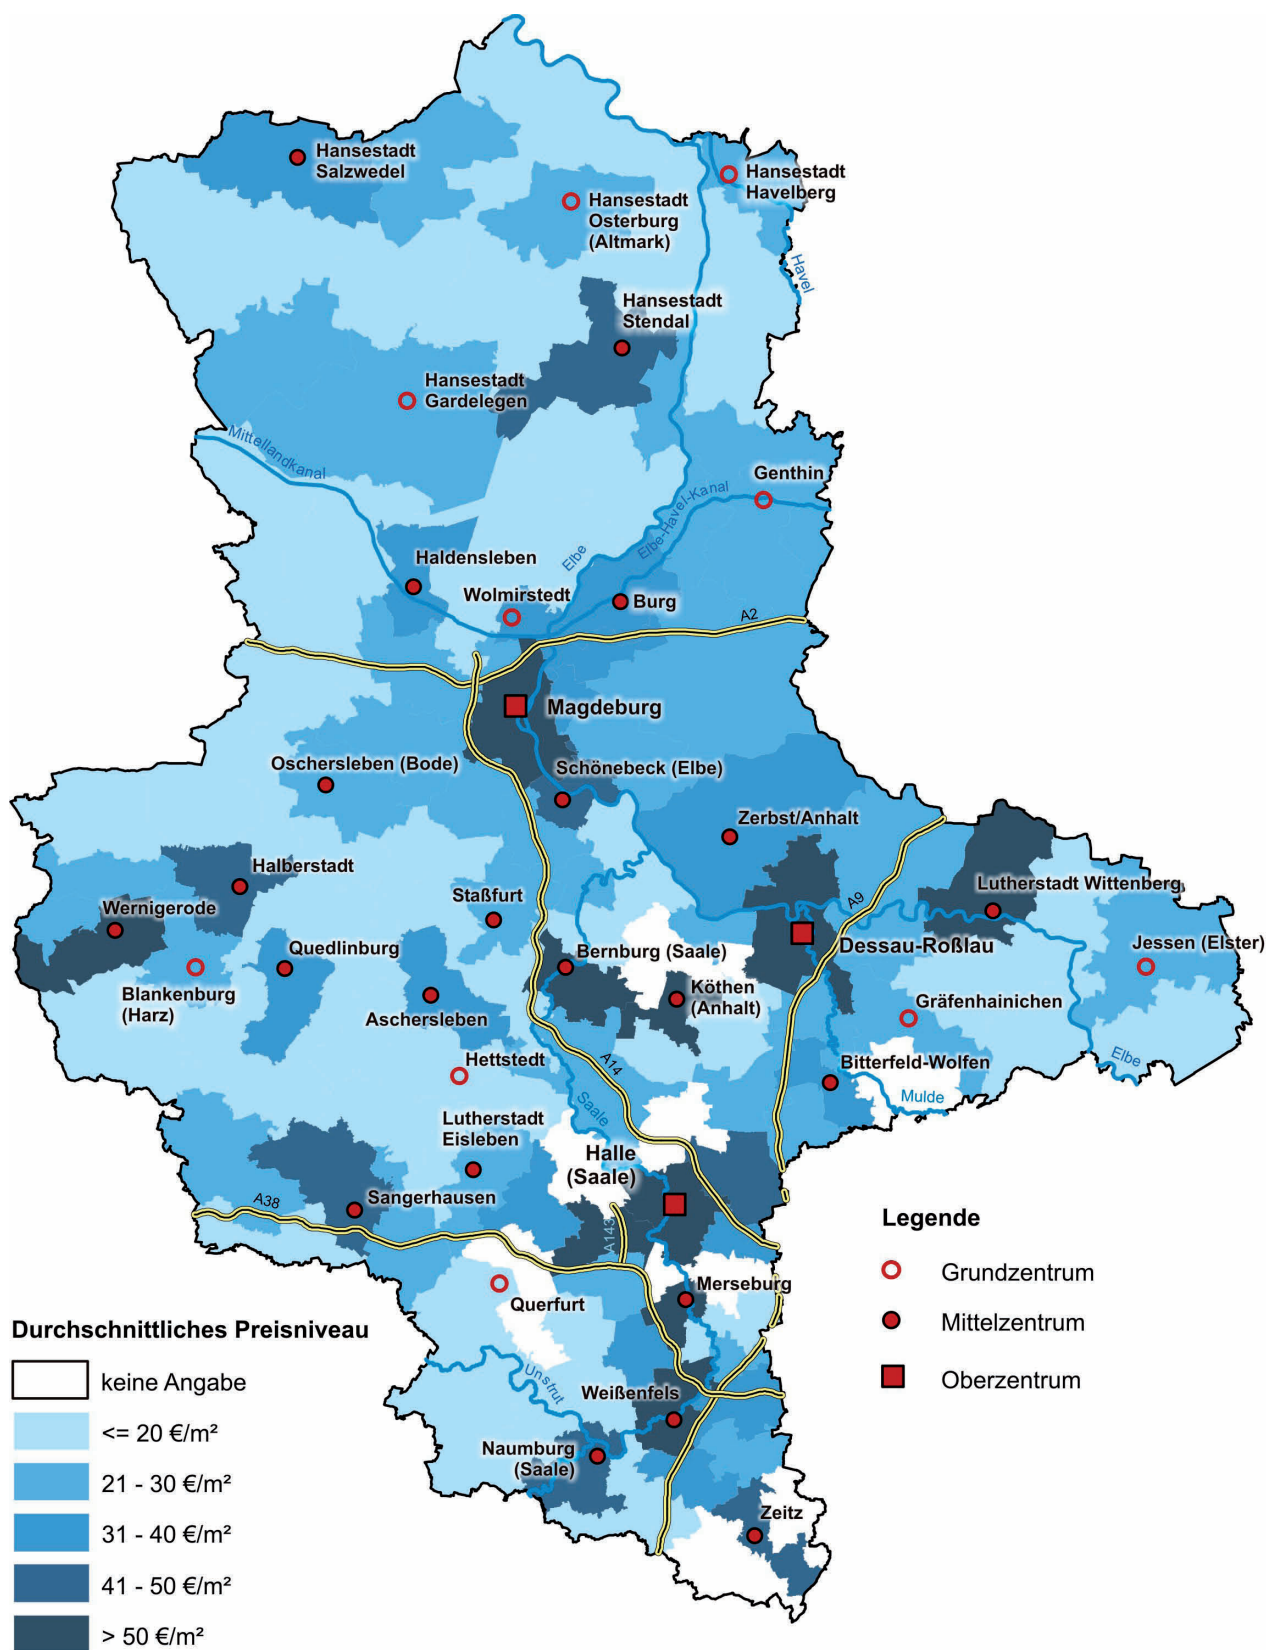 Hansestadt
Salzwedel
Hansestadt
Havelberg
Hansestadt
Osterburg
(Altmark)
Havel
Hansestadt
Stendal
Hansestadt
Gardelegen
Mittellandkanal
Genthin
Elbe-Havel-Kanal
Elbe
Haldensleben
Wolmirstedt
Burg
A2
Magdeburg
Oschersleben (Bode)
Schönebeck (Elbe)
Zerbst/Anhalt
Halberstadt
Lutherstadt Wittenberg
Wernigerode
Staßfurt
A9
Quedlinburg
Bernburg (Saale)
Dessau-Roßlau
Jessen (Elster)
Blankenburg
(Harz)
Köthen
(Anhalt)
Aschersleben
Gräfenhainichen
Hettstedt
A14
Bitterfeld-Wolfen
Elbe
Mulde
Saale
Lutherstadt
Eisleben
Halle
(Saale)
A38
Sangerhausen
A143
Merseburg
Querfurt
Unstrut
Weißenfels
Naumburg
(Saale)
Zeitz
Legende
Grundzentrum
Mittelzentrum
Oberzentrum
Durchschnittliches Preisniveau
keine Angabe
<= 20 €/m²
21 - 30 €/m²
31 - 40 €/m²
41 - 50 €/m²
> 50 €/m²